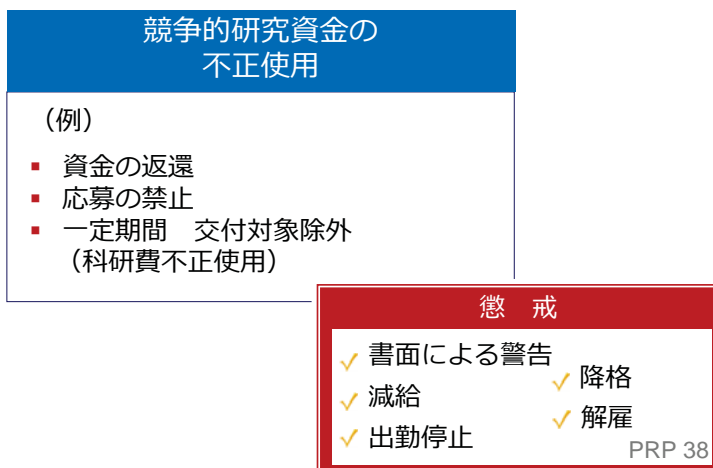 競争的研究資金の
不正使用
（例）
▪ 資金の返還
▪ 応募の禁止
▪ 一定期間　交付対象除外
（科研費不正使用）
懲　戒
✓ 書面による警告
✓ 減給
✓ 出勤停止
✓ 降格
✓ 解雇
PRP 38